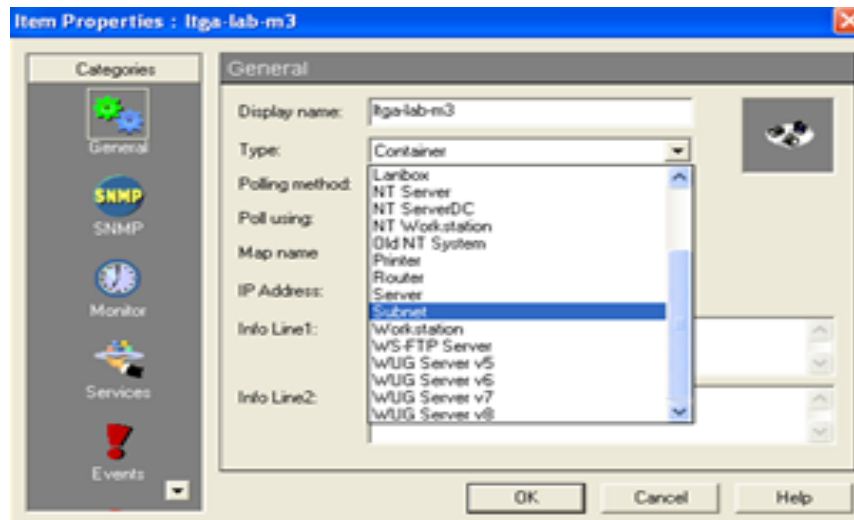 Item Properties : ltga-lab-m3
Categories
General
SNMP
Monitor
Services
Events
General
Display name: ltga-lab-m3
Type: Container
Polling method:
Poll using:
Map name
IP Address:
Info Line1:
Info Line2:
Lanbox
NT Server
NT ServerDC
NT Workstation
Old NT System
Printer
Router
Server
Subnet
Workstation
WS-FTP Server
WUG Server v5
WUG Server v6
WUG Server v7
WUG Server v8
OK Cancel Help